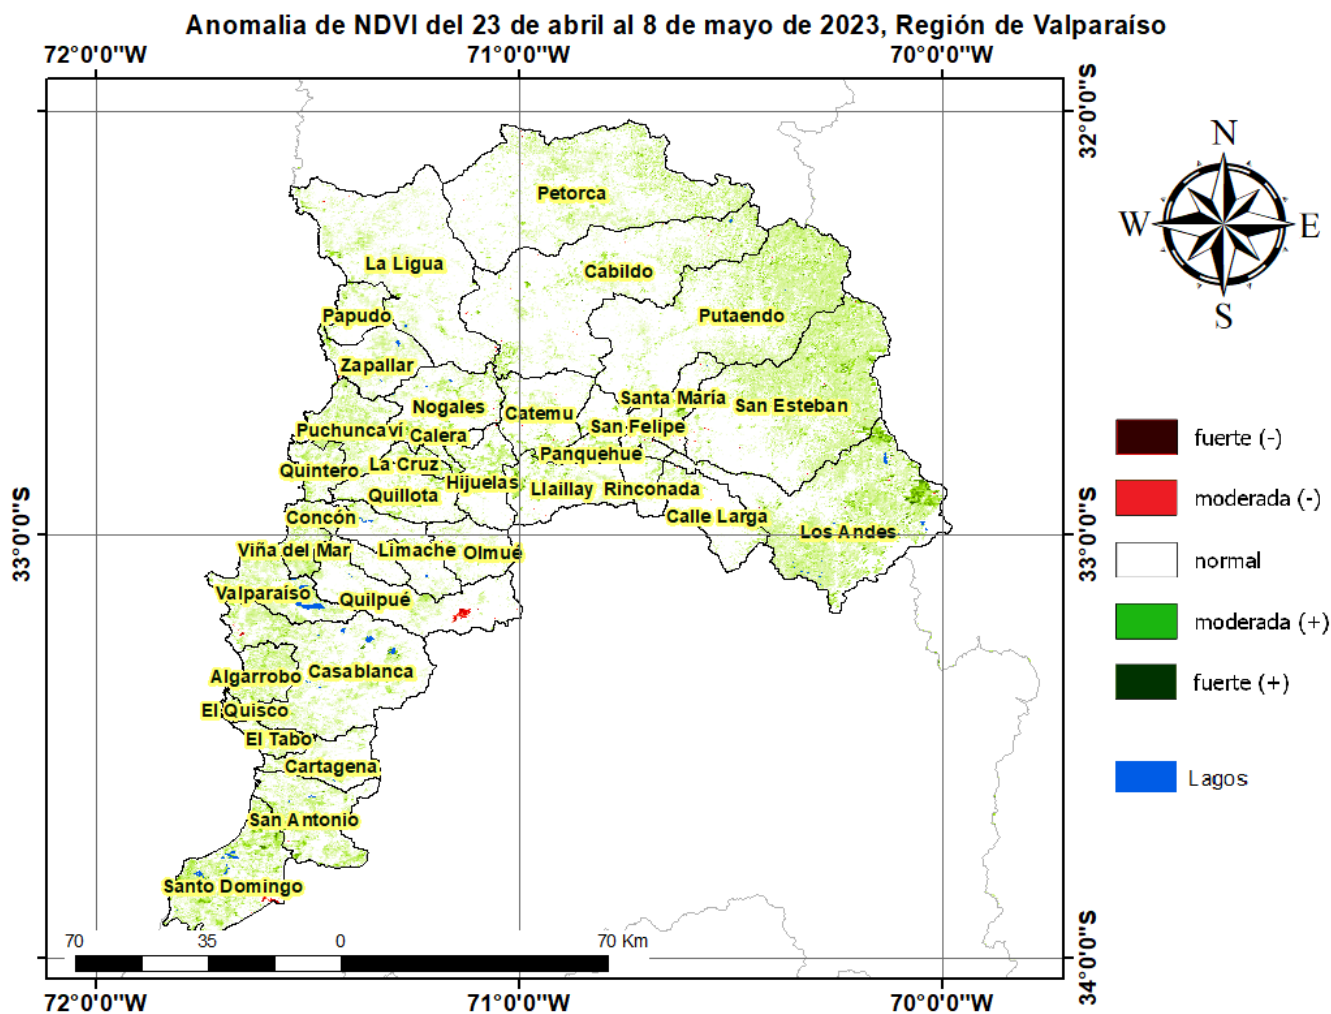 Anomalia de NDVI del 23 de abril al 8 de mayo de 2023, Región de Valparaíso
72°0'0"W
71°0'0"W
70°0'0"W
32°0'0"S
N
W
E
S
Petorca
La Ligua
Cabildo
Papudo
Putaendo
Zapallar
Santa María
San Esteban
Nogales
Catemu
Puchuncaví
Calera
San Felipe
Panquehue
Quintero
La Cruz
Hijuelas
Quillota
Llaillay
Rinconada
Concón
Calle Larga
Los Andes
33°0'0"S
33°0'0"S
Viña del Mar
Limache
Olmué
Valparaíso
Quilpué
Algarrobo
Casablanca
El Quisco
El Tabo
Cartagena
San Antonio
Santo Domingo
fuerte (-)
moderada (-)
normal
moderada (+)
fuerte (+)
Lagos
70
35
0
70 Km
34°0'0"S
72°0'0"W
71°0'0"W
70°0'0"W